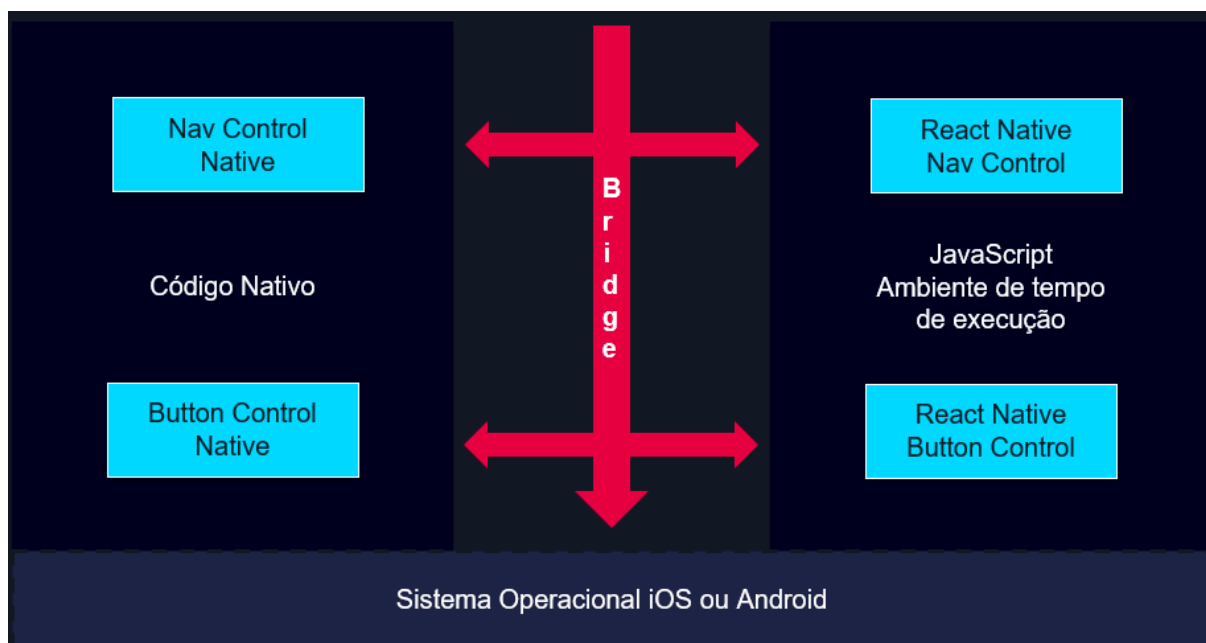 Nav Control
Native
Código Nativo
Button Control
Native
Bridge
React Native
Nav Control
JavaScript
Ambiente de tempo
de execução
React Native
Button Control
Sistema Operacional iOS ou Android